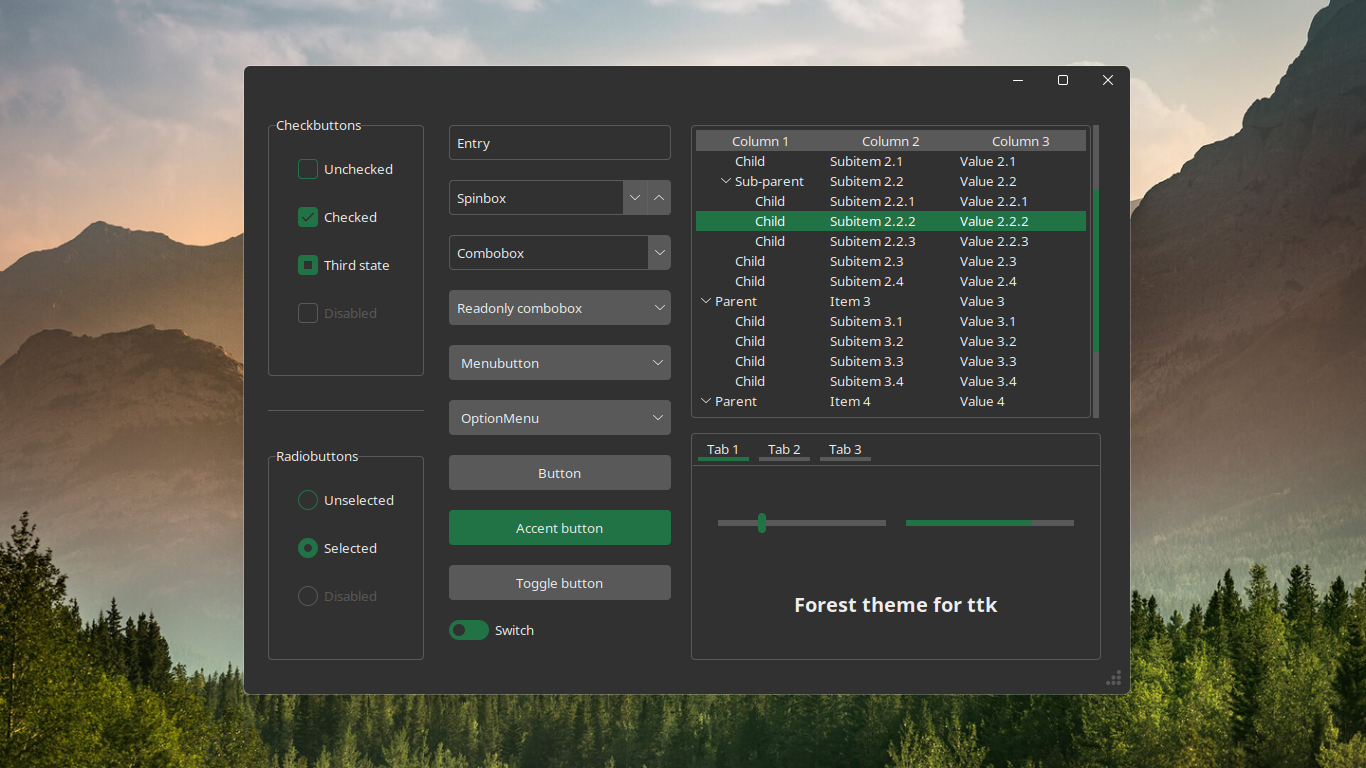 Checkbuttons
Unchecked
Checked
Third state
Disabled
Radiobuttons
Unselected
Selected
Disabled
Entry
Spinbox
Combobox
Readonly combobox
Menubutton
OptionMenu
Button
Accent button
Toggle button
Switch
Column 1 Column 2 Column 3
Child Subitem 2.1 Value 2.1
Sub-parent Subitem 2.2 Value 2.2
Child Subitem 2.2.1 Value 2.2.1
Child Subitem 2.2.2 Value 2.2.2
Child Subitem 2.2.3 Value 2.2.3
Child Subitem 2.3 Value 2.3
Child Subitem 2.4 Value 2.4
Parent Item 3 Value 3
Child Subitem 3.1 Value 3.1
Child Subitem 3.2 Value 3.2
Child Subitem 3.3 Value 3.3
Child Subitem 3.4 Value 3.4
Parent Item 4 Value 4
Tab 1 Tab 2 Tab 3
Forest theme for ttk